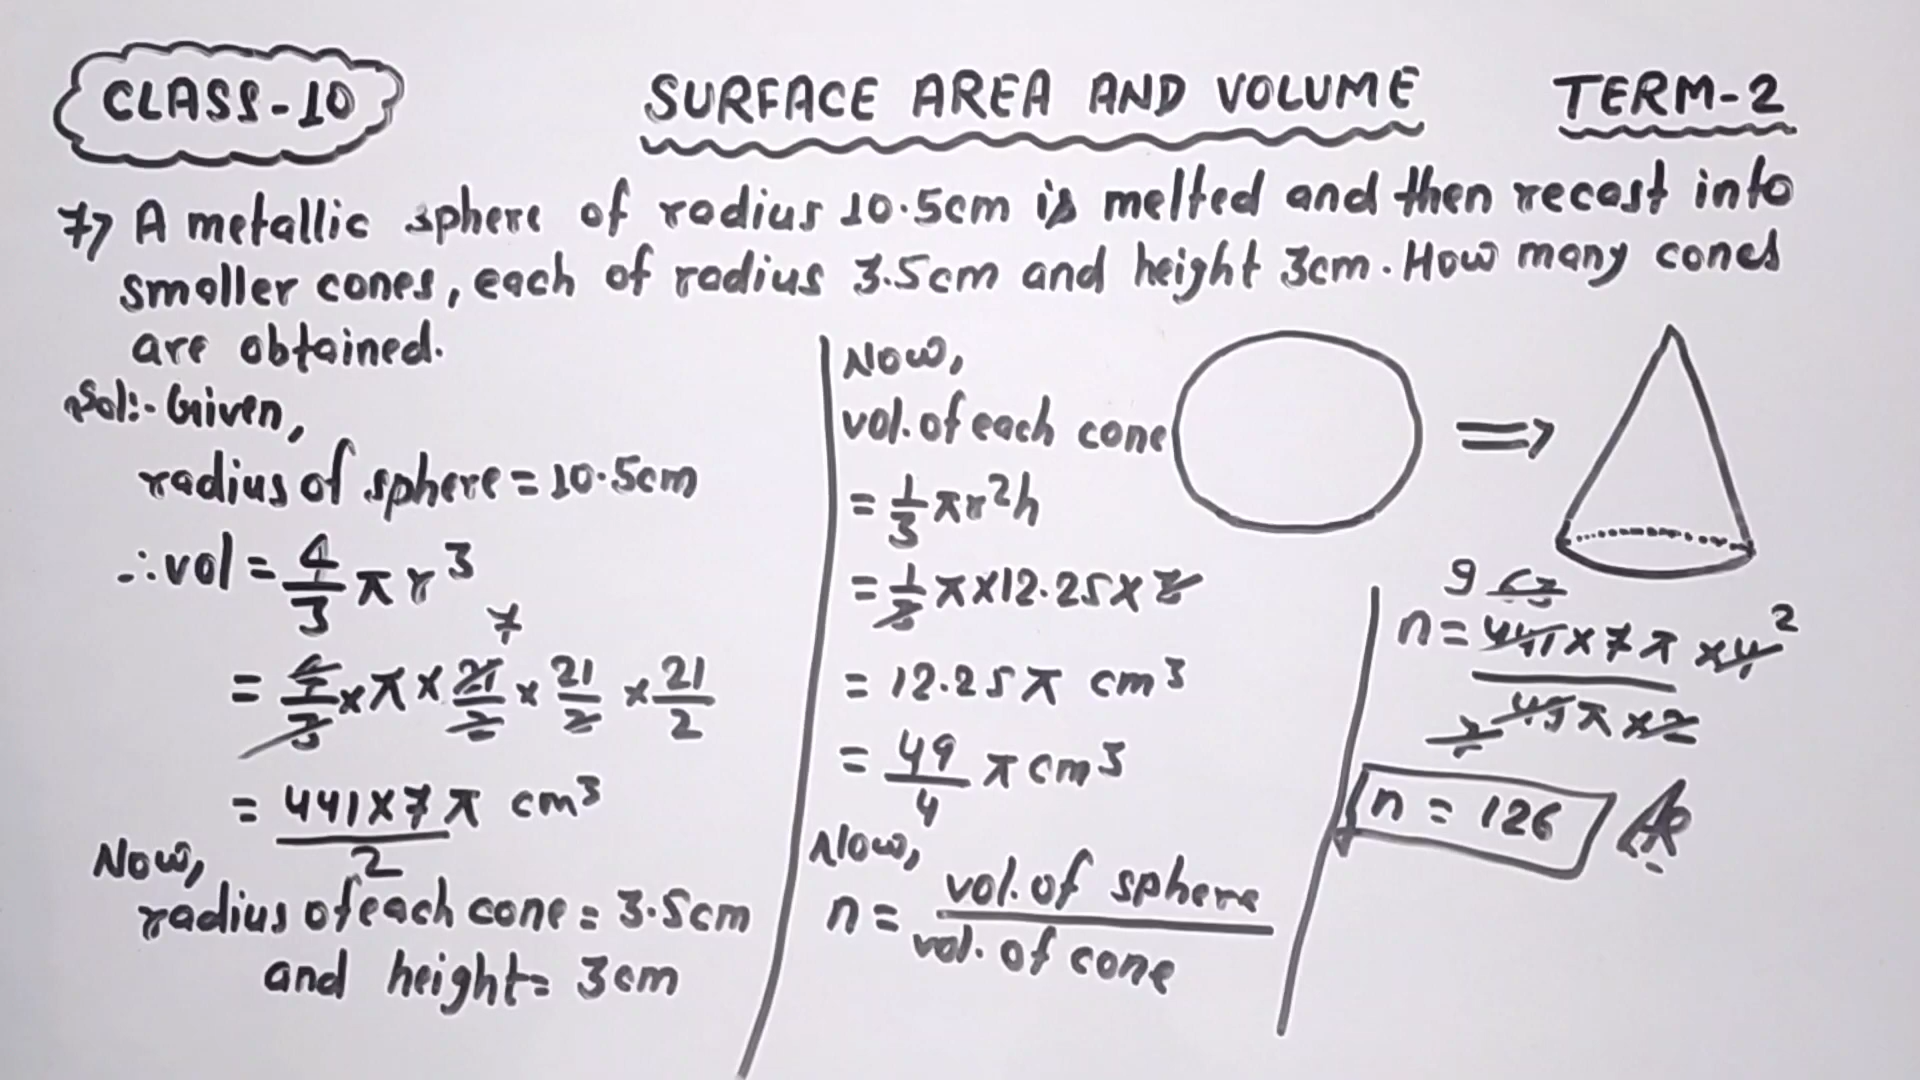 CLASS-10
SURFACE AREA AND VOLUME
TERM-2
7) A metallic sphere of radius 10.5cm is melted and then recast into
smaller cones, each of radius 3.5cm and height 3cm. How many cones
are obtained.
Sol:- Given,
radius of sphere = 10.5cm
∴ vol = 4/3 π r³
7
= 4/3 × π × 21/2 × 21/2 × 21/2
= 441×7π/2 cm³
Now,
radius of each cone = 3.5cm
and height = 3cm
Now,
vol. of each cone
= 1/3 πr²h
= 1/3 π×12.25×3
= 12.25π cm³
= 49/4 π cm³
Now,
n = vol. of sphere/vol. of cone
9 63
n = 441×7π ×4 2/49π×2
7
n = 126